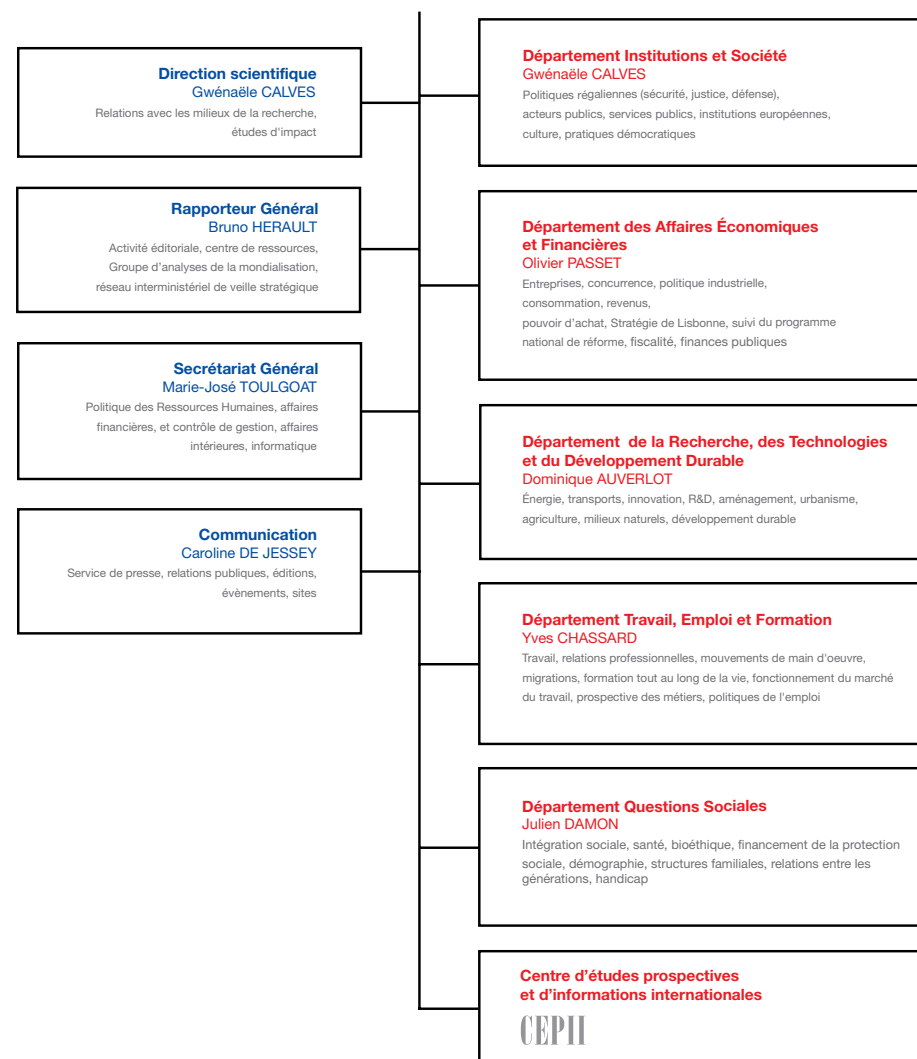 Direction scientifique
Gwénaële CALVES
Relations avec les milieux de la recherche,
études d'impact
Rapporteur Général
Bruno HERAULT
Activité éditoriale, centre de ressources,
Groupe d'analyses de la mondialisation,
réseau interministériel de veille stratégique
Secrétariat Général
Marie-José TOULGOAT
Politique des Ressources Humaines, affaires
financières, et contrôle de gestion, affaires
intérieures, informatique
Communication
Caroline DE JESSEY
Service de presse, relations publiques, éditions,
évènements, sites
Département Institutions et Société
Gwénaële CALVES
Politiques régaliennes (sécurité, justice, défense),
acteurs publics, services publics, institutions européennes,
culture, pratiques démocratiques
Département des Affaires Économiques
et Financières
Olivier PASSET
Entreprises, concurrence, politique industrielle,
consommation, revenus,
pouvoir d'achat, Stratégie de Lisbonne, suivi du programme
national de réforme, fiscalité, finances publiques
Département de la Recherche, des Technologies
et du Développement Durable
Dominique AUVERLOT
Énergie, transports, innovation, R&D, aménagement, urbanisme,
agriculture, milieux naturels, développement durable
Département Travail, Emploi et Formation
Yves CHASSARD
Travail, relations professionnelles, mouvements de main d'oeuvre,
migrations, formation tout au long de la vie, fonctionnement du marché
du travail, prospective des métiers, politiques de l'emploi
Département Questions Sociales
Julien DAMON
Intégration sociale, santé, bioéthique, financement de la protection
sociale, démographie, structures familiales, relations entre les
générations, handicap
Centre d'études prospectives
et d'informations internationales
CEPII